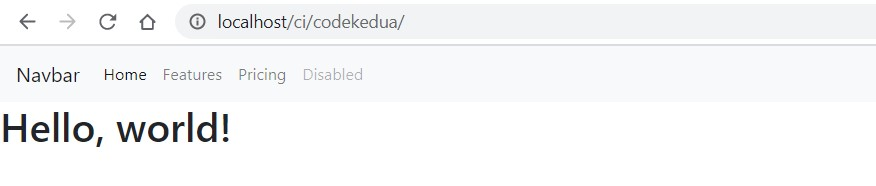 localhost/ci/codekedua/
Navbar Home Features Pricing Disabled
Hello, world!